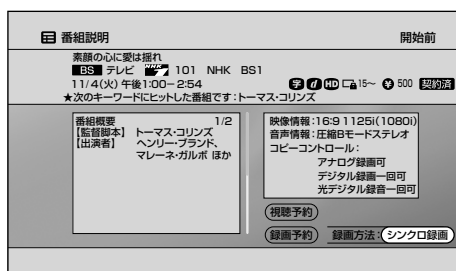 番組説明 開始前
素顔の心に愛は揺れ
BS テレビ NHK 101 NHK BS1
11/4(火) 午後1:00-2:54 字 d HD 15~ 500 契約済
★次のキーワードにヒットした番組です:トーマス・コリンズ
番組概要 1/2
【監督脚本】 トーマス・コリンズ
【出演者】 ヘンリー・ブランド、
マレーネ・ガルボ ほか
映像情報:16:9 1125i(1080i)
音声情報:圧縮Bモードステレオ
コピーコントロール:
アナログ録画可
デジタル録画一回可
光デジタル録音一回可
視聴予約
録画予約 録画方法:シンクロ録画